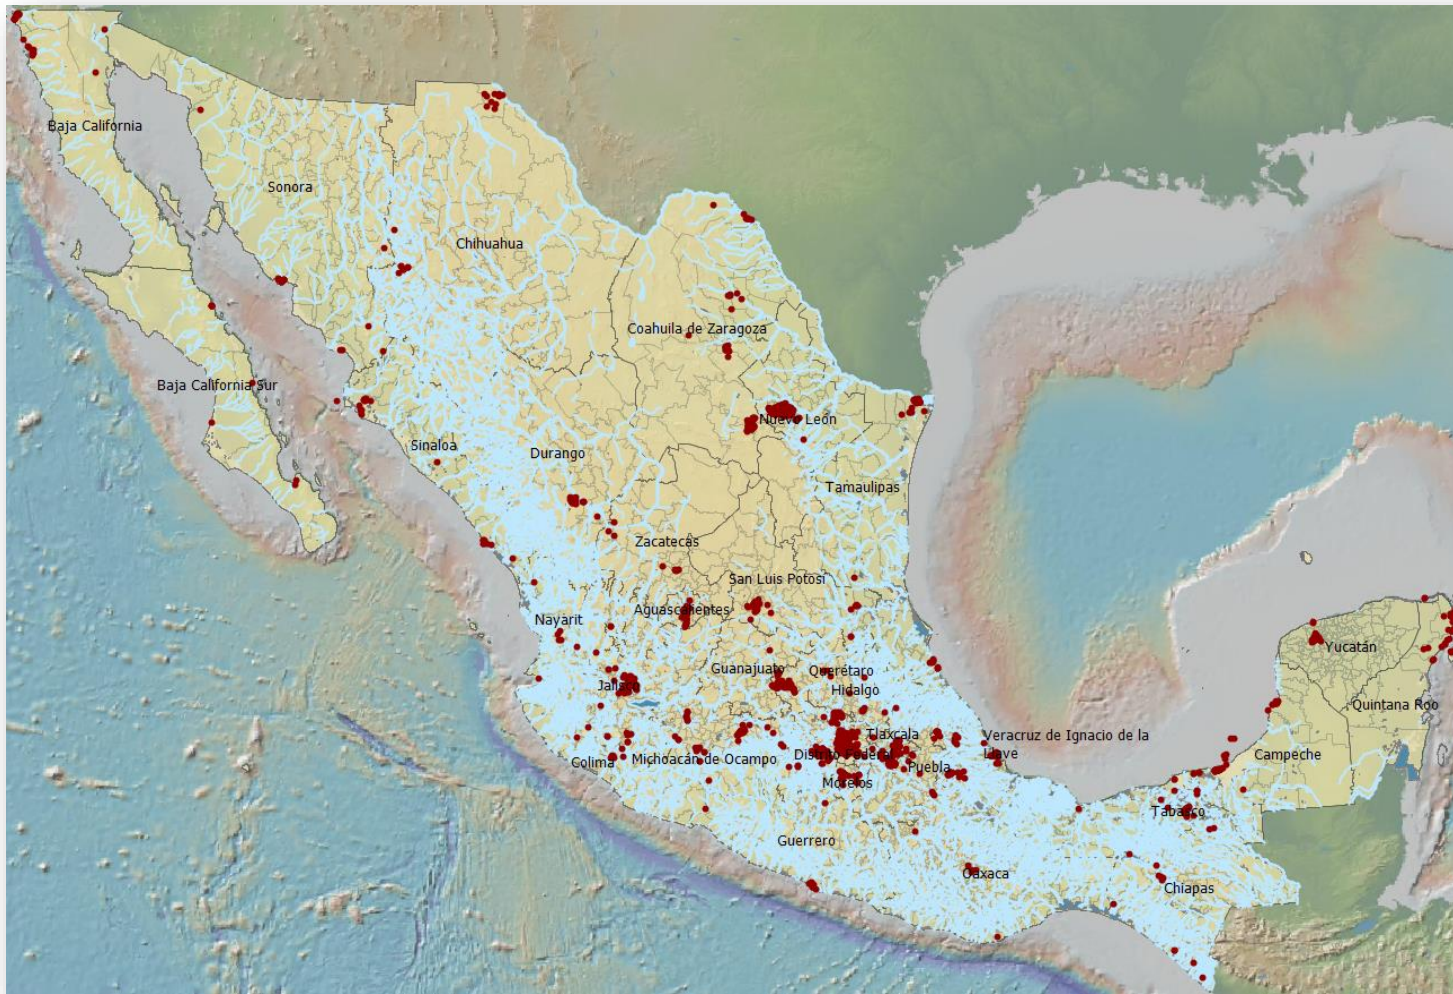 Baja California
Sonora
Chihuahua
Coahuila de Zaragoza
Baja California Sur
Nuevo León
Sinaloa
Durango
Tamaulipas
Zacatecas
San Luis Potosí
Aguascalientes
Nayarit
Yucatán
Guanajuato
Querétaro
Jalisco
Hidalgo
Quintana Roo
Tlaxcala
Veracruz de Ignacio de la
Llave
Distrito Federal
Campeche
Colima
Michoacán de Ocampo
Puebla
Morelos
Tabasco
Guerrero
Oaxaca
Chiapas